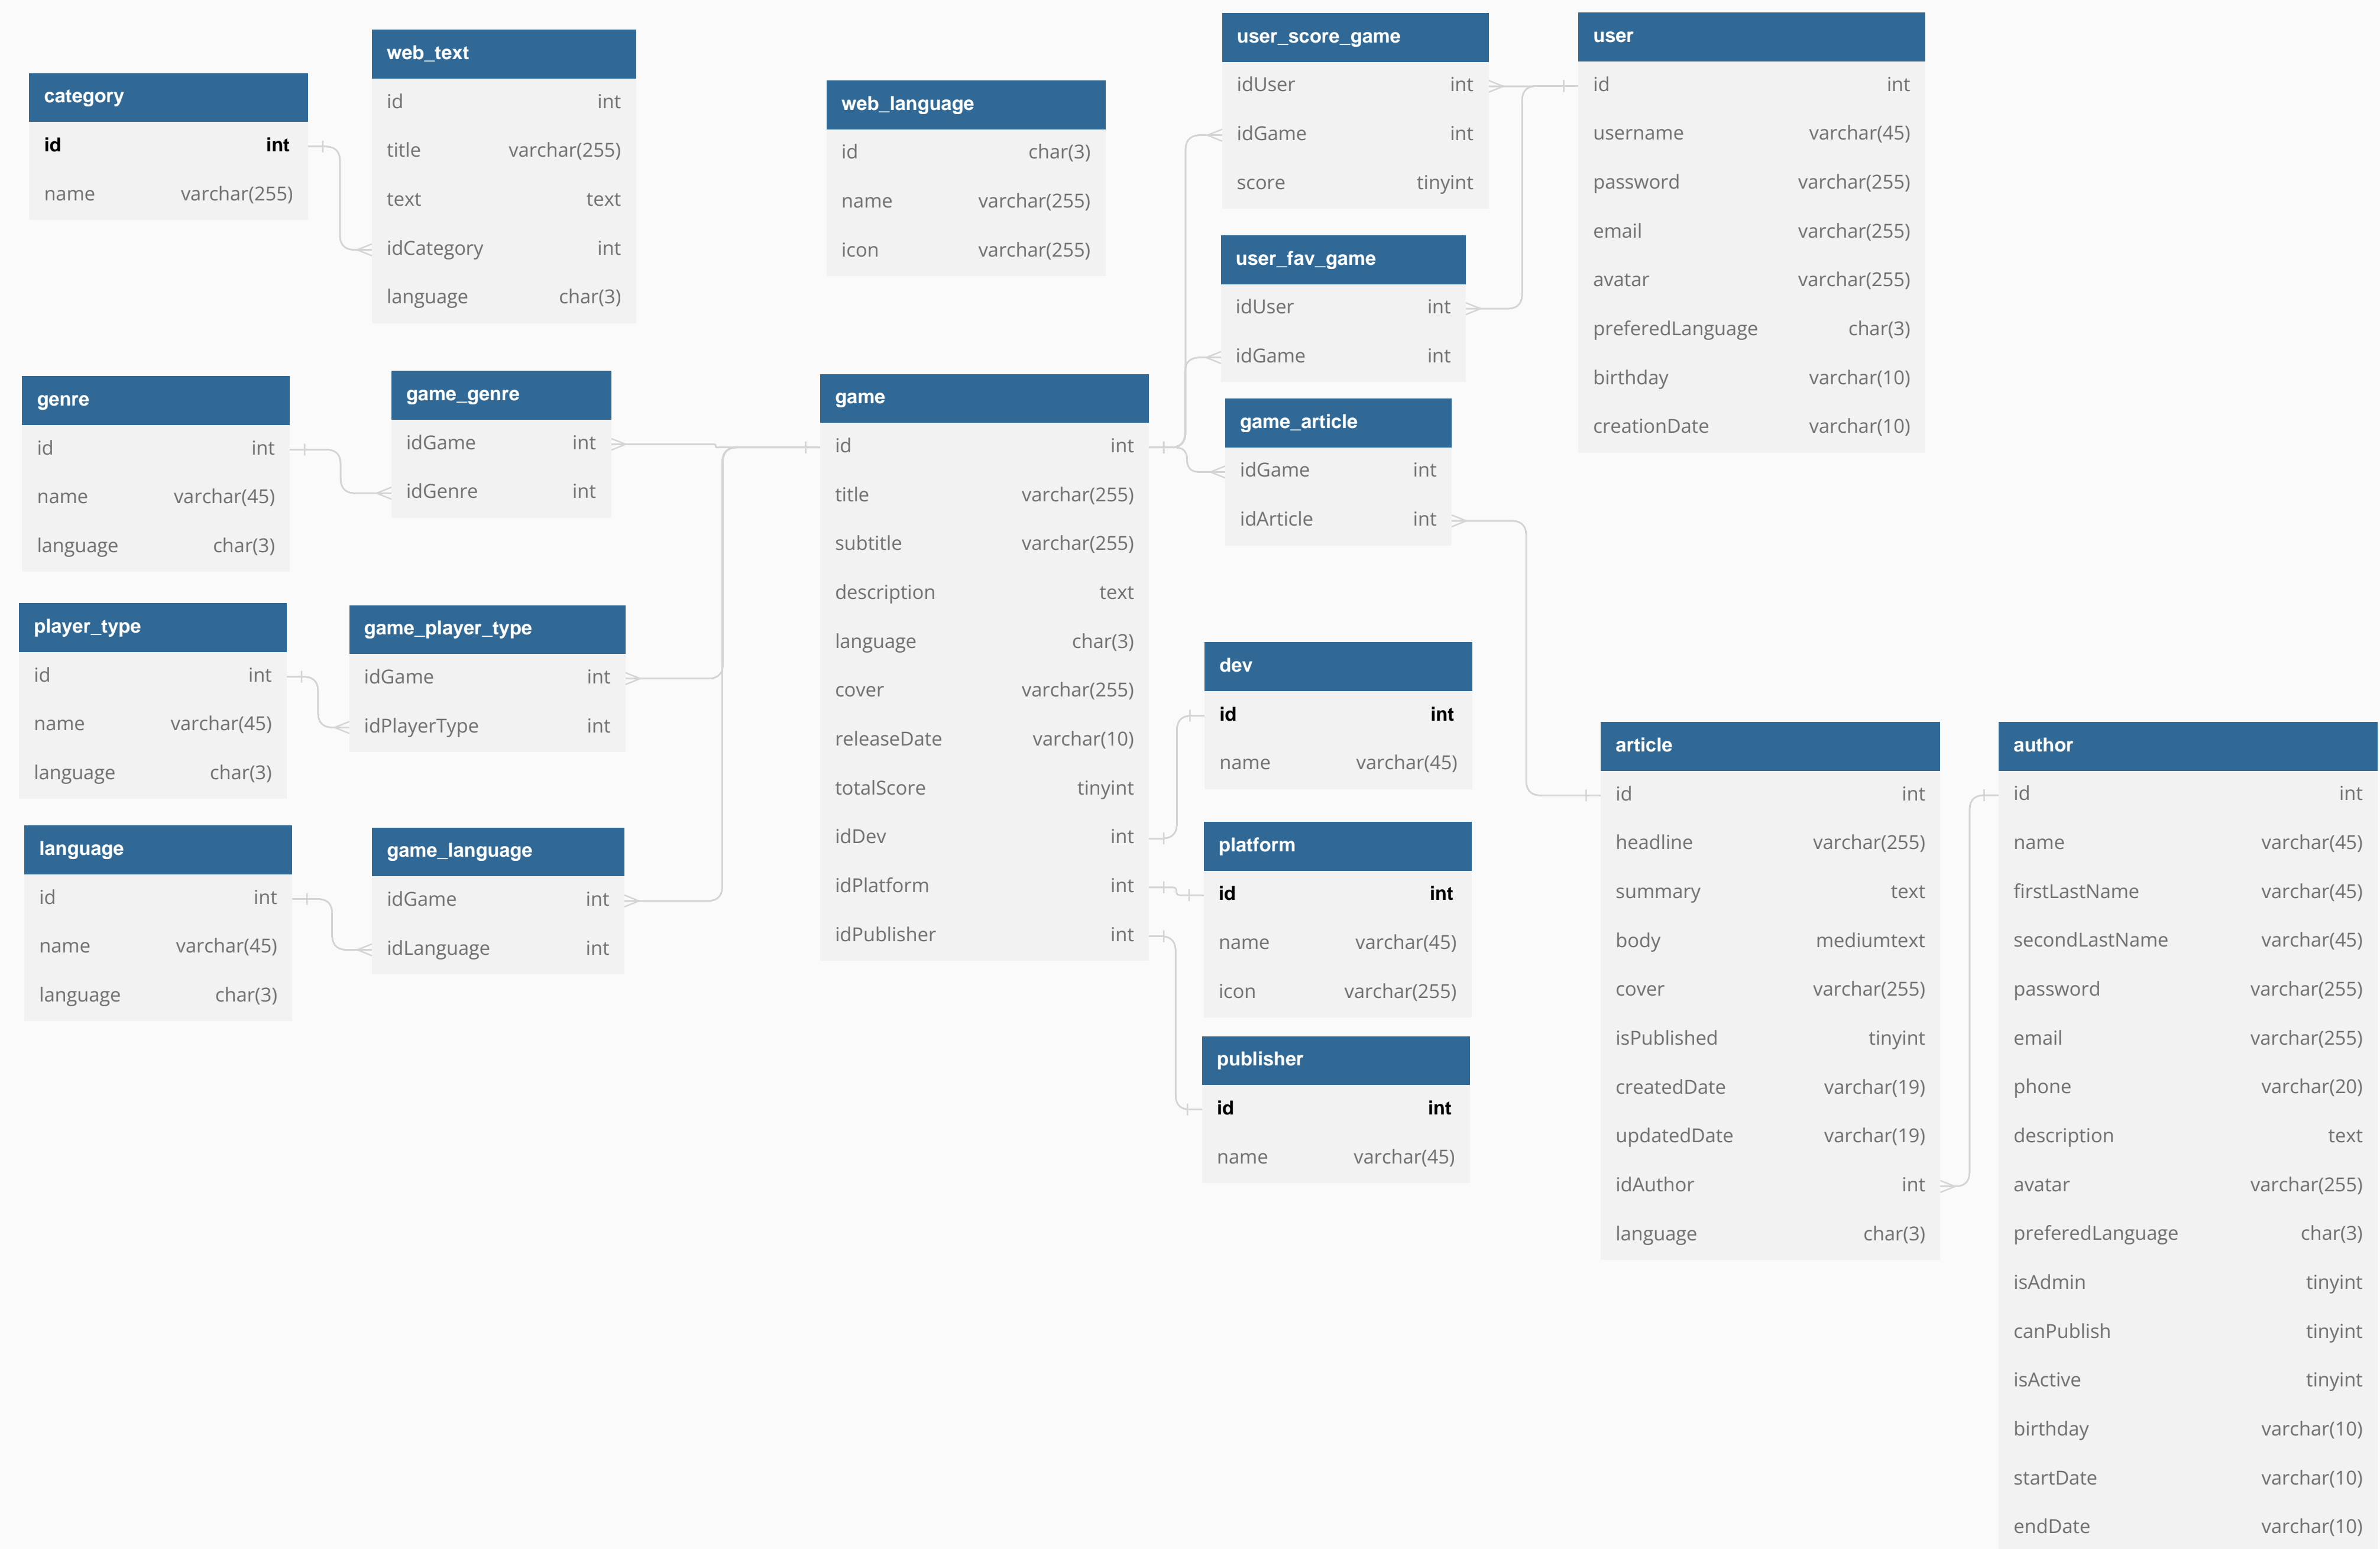 category
id int
name varchar(255)
web_text
id int
title varchar(255)
text text
idCategory int
language char(3)
web_language
id char(3)
name varchar(255)
icon varchar(255)
user_score_game
idUser int
idGame int
score tinyint
user
id int
username varchar(45)
password varchar(255)
email varchar(255)
avatar varchar(255)
preferedLanguage char(3)
birthday varchar(10)
creationDate varchar(10)
user_fav_game
idUser int
idGame int
genre
id int
name varchar(45)
language char(3)
game_genre
idGame int
idGenre int
game
id int
title varchar(255)
subtitle varchar(255)
description text
language char(3)
cover varchar(255)
releaseDate varchar(10)
totalScore tinyint
idDev int
idPlatform int
idPublisher int
game_article
idGame int
idArticle int
player_type
id int
name varchar(45)
language char(3)
game_player_type
idGame int
idPlayerType int
dev
id int
name varchar(45)
language
id int
name varchar(45)
language char(3)
game_language
idGame int
idLanguage int
platform
id int
name varchar(45)
icon varchar(255)
publisher
id int
name varchar(45)
article
id int
headline varchar(255)
summary text
body mediumtext
cover varchar(255)
isPublished tinyint
createdDate varchar(19)
updatedDate varchar(19)
idAuthor int
language char(3)
author
id int
name varchar(45)
firstLastName varchar(45)
secondLastName varchar(45)
password varchar(255)
email varchar(255)
phone varchar(20)
description text
avatar varchar(255)
preferedLanguage char(3)
isAdmin tinyint
canPublish tinyint
isActive tinyint
birthday varchar(10)
startDate varchar(10)
endDate varchar(10)